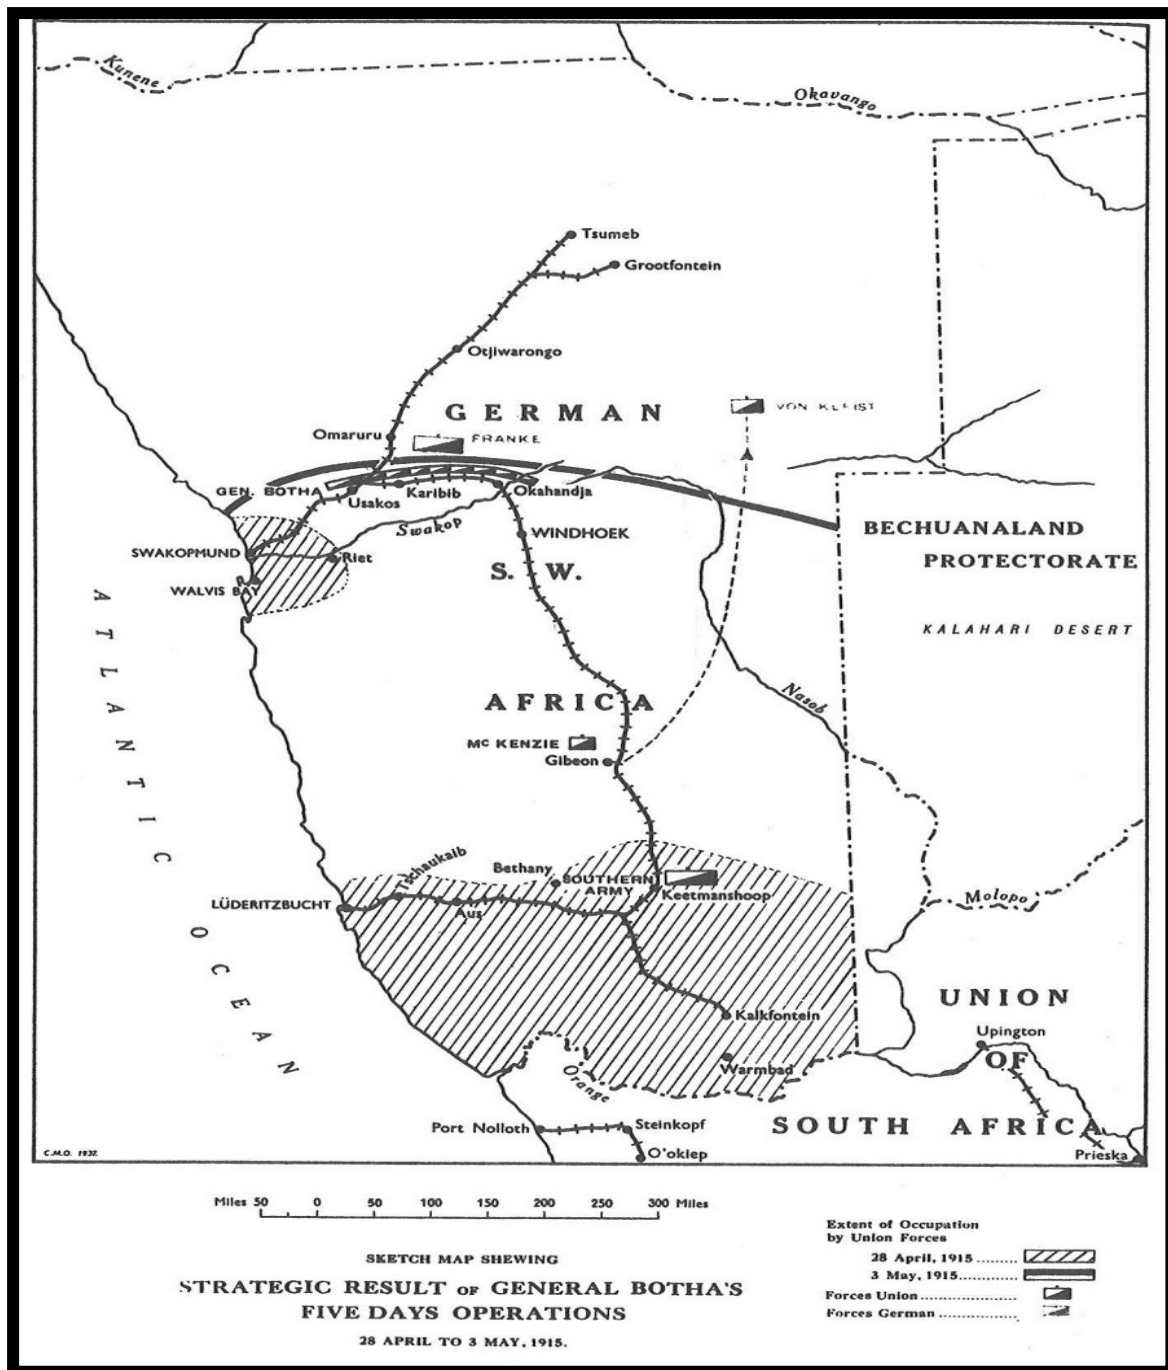 Kunene
Okavango
Tsumeb
Grootfontein
Otjiwarongo
GERMAN
VON KLEIST
Omaruru
FRANKE
GEN. BOTHA
Usakos
Karibib
Okahandja
Swakop
WINDHOEK
BECHUANALAND
PROTECTORATE
SWAKOPMUND
Riet
S. W.
WALVIS BAY
KALAHARI DESERT
ATLANTIC OCEAN
AFRICA
Nasob
Mc KENZIE
Gibeon
Tschaukaib
Bethany
SOUTHERN
ARMY
Keetmanshoop
LÜDERITZBUCHT
Aus
Molopo
UNION
Kalkfontein
Upington
OF
Warmbad
Orange
Port Nolloth
Steinkopf
SOUTH AFRICA
O'okiep
Prieska
C.M.O. 1937.
Miles 50 0 50 100 150 200 250 300 Miles
SKETCH MAP SHEWING
STRATEGIC RESULT OF GENERAL BOTHA'S
FIVE DAYS OPERATIONS
28 APRIL TO 3 MAY, 1915.
Extent of Occupation
by Union Forces
28 April, 1915 .......
3 May, 1915............
Forces Union ...................
Forces German ................